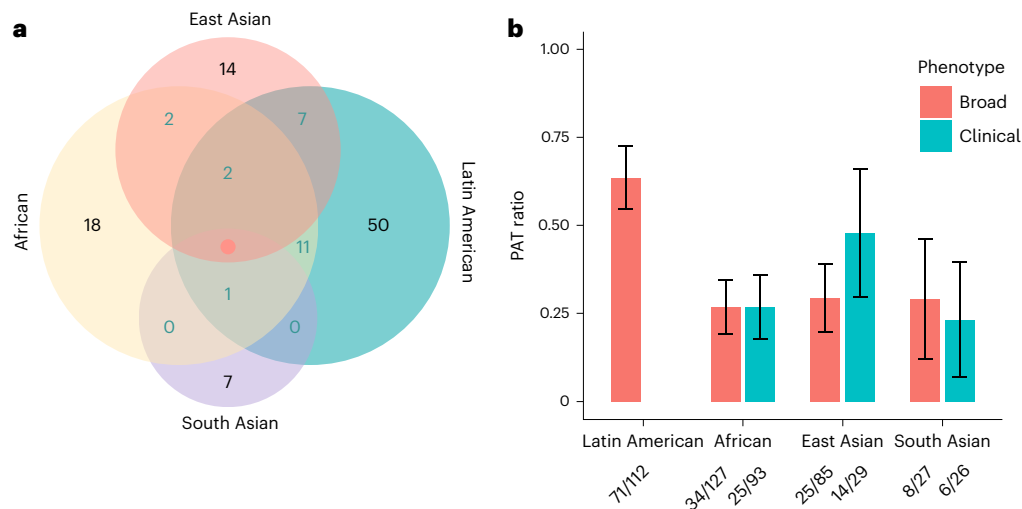 a
East Asian
14
2
7
2
African
18
50
Latin American
11
1
0
0
7
South Asian
b
PAT ratio
1.00
0.75
0.50
0.25
0
Phenotype
Broad
Clinical
Latin American African East Asian South Asian
71/112 34/127 25/93 25/85 14/29 8/27 6/26